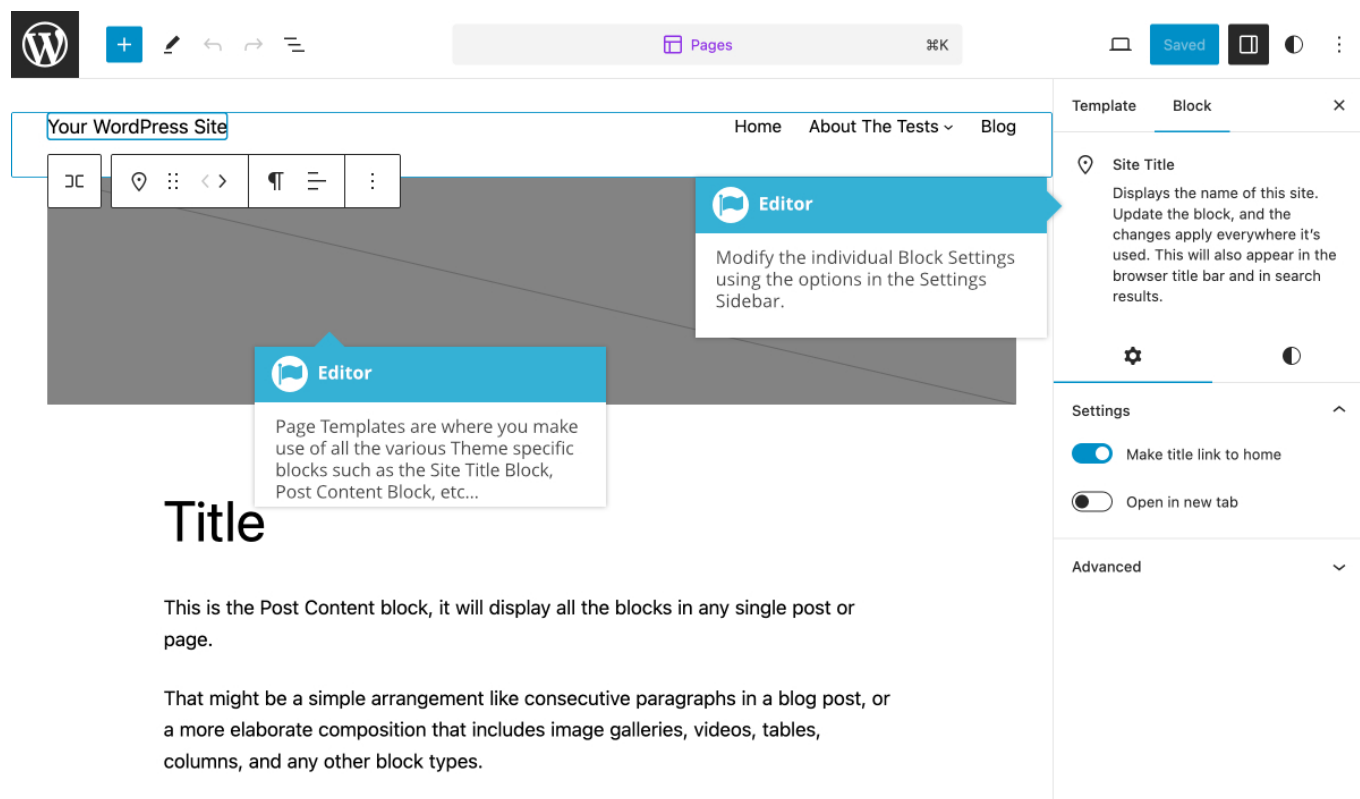 Pages
⌘K
Saved
Template
Block
Your WordPress Site
Home
About The Tests
Blog
Site Title
Displays the name of this site.
Update the block, and the
changes apply everywhere it’s
used. This will also appear in the
browser title bar and in search
results.
Editor
Modify the individual Block Settings
using the options in the Settings
Sidebar.
Editor
Page Templates are where you make
use of all the various Theme specific
blocks such as the Site Title Block,
Post Content Block, etc...
Settings
Make title link to home
Open in new tab
Advanced
Title
This is the Post Content block, it will display all the blocks in any single post or
page.
That might be a simple arrangement like consecutive paragraphs in a blog post, or
a more elaborate composition that includes image galleries, videos, tables,
columns, and any other block types.